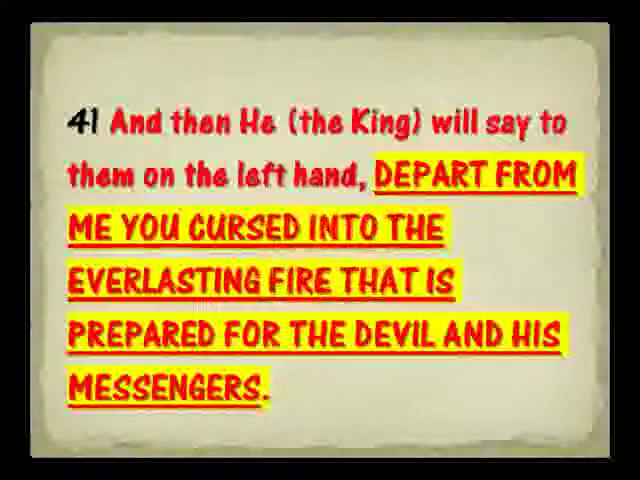 41 And then He (the King) will say to
them on the left hand, DEPART FROM
ME YOU CURSED INTO THE
EVERLASTING FIRE THAT IS
PREPARED FOR THE DEVIL AND HIS
MESSENGERS.